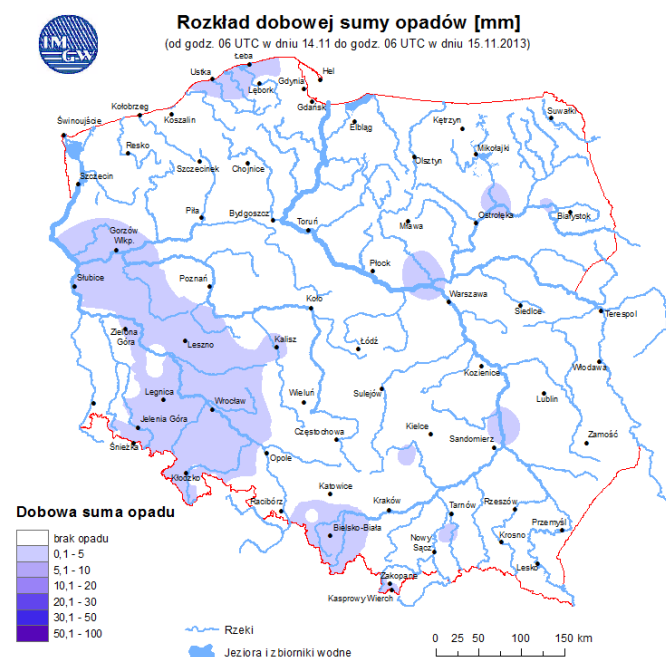 IM
GW
Rozkład dobowej sumy opadów [mm]
(od godz. 06 UTC w dniu 14.11 do godz. 06 UTC w dniu 15.11.2013)
Łeba
Ustka
Hel
Gdynia
Lębork
Gdańsk
Suwałki
Kołobrzeg
Koszalin
Świnoujście
Elbląg
Kętrzyn
Resko
Mikołajki
Olsztyn
Szczecinek
Chojnice
Szczecin
Piła
Bydgoszcz
Toruń
Mława
Ostrołęka
Białystok
Gorzów
Wlkp.
Płock
Słubice
Poznań
Koło
Warszawa
Siedlce
Terespol
Zielona
Góra
Leszno
Kalisz
Łódź
Kozienice
Włodawa
Legnica
Wrocław
Wieluń
Sulejów
Lublin
Jelenia Góra
Częstochowa
Kielce
Sandomierz
Zamość
Śnieżka
Opole
Kłodzko
Katowice
Racibórz
Kraków
Tarnów
Rzeszów
Bielsko-Biała
Przemyśl
Nowy
Sącz
Krosno
Lesko
Zakopane
Kasprowy Wierch
Dobowa suma opadu
brak opadu
0,1 - 5
5,1 - 10
10,1 - 20
20,1 - 30
30,1 - 50
50,1 - 100
Rzeki
Jeziora i zbiorniki wodne
0 25 50 100 150 km